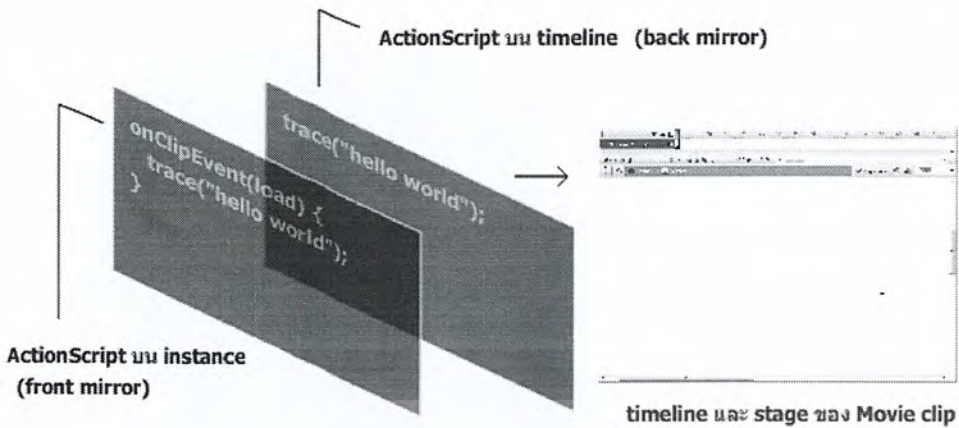 ActionScript บน timeline (back mirror)
trace("hello world");
onClipEvent(load) {
trace("hello world");
}
ActionScript บน instance
(front mirror)
timeline และ stage ของ Movie clip